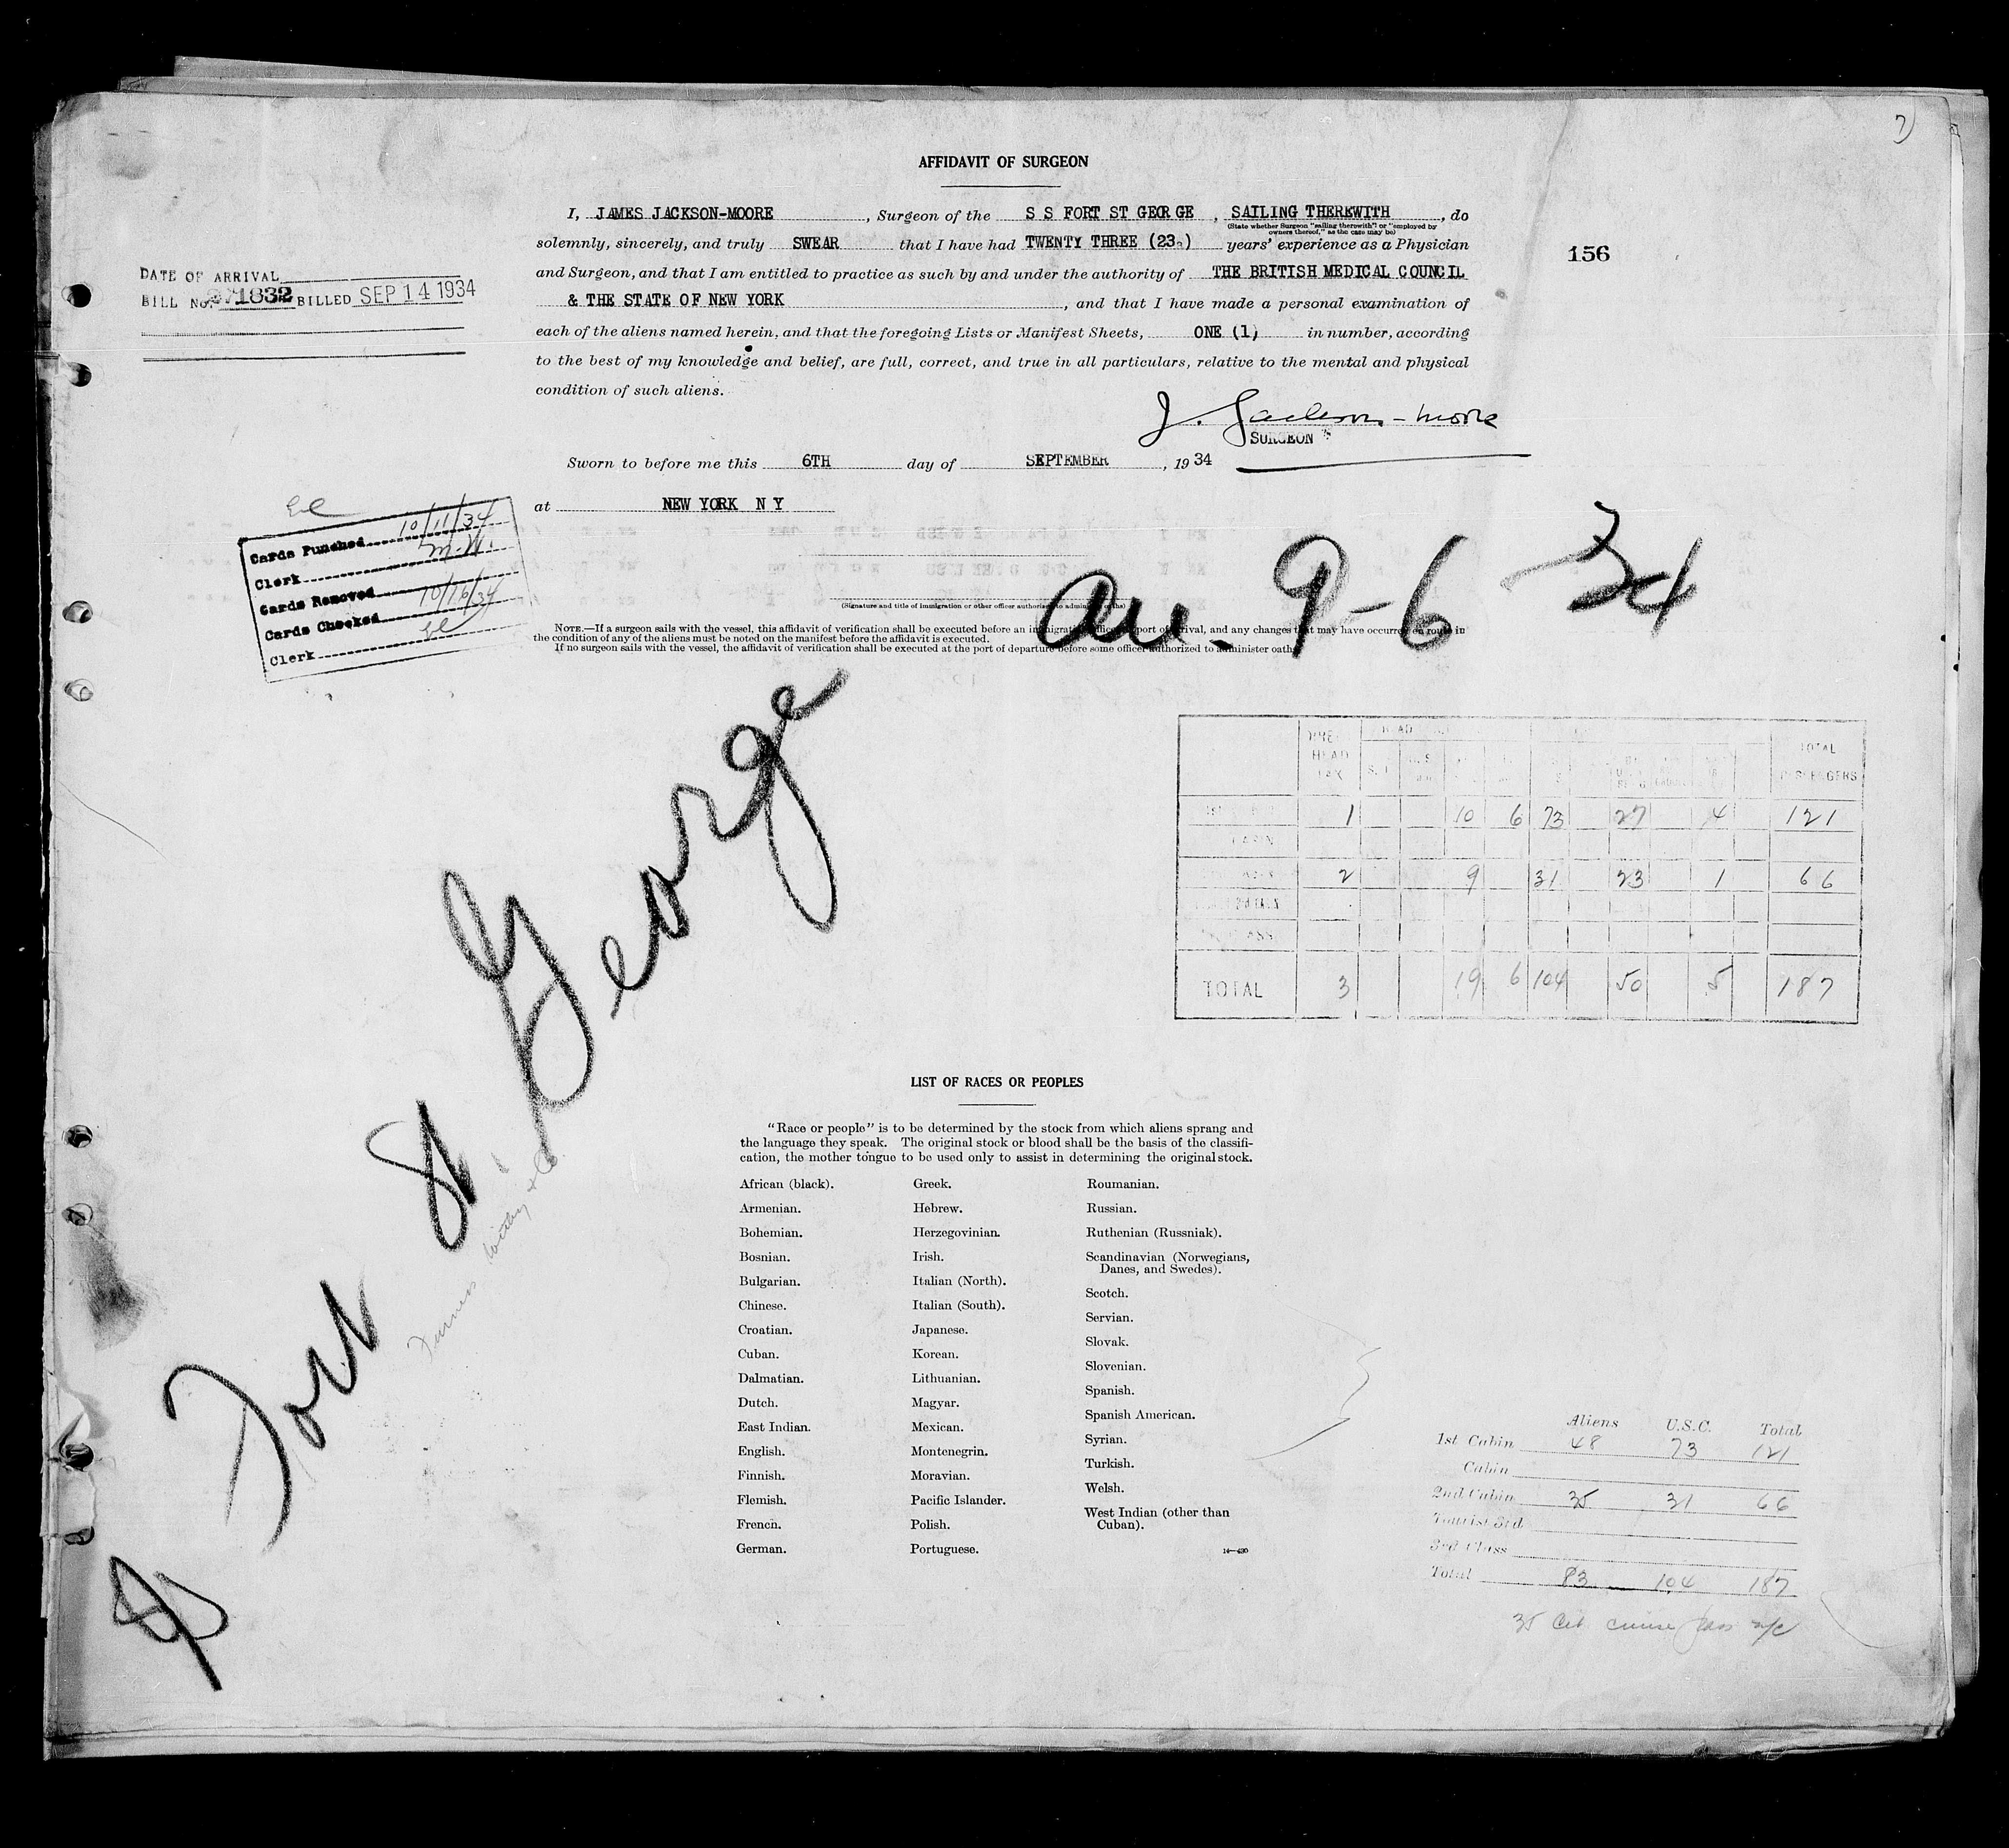 7
AFFIDAVIT OF SURGEON
I, JAMES JACKSON-MOORE, Surgeon of the S S FORT ST GEORGE, SAILING THEREWITH, do
(State whether Surgeon "sailing therewith" or "employed by owners thereof," as the case may be)
solemnly, sincerely, and truly SWEAR that I have had TWENTY THREE (23.) years' experience as a Physician
156
and Surgeon, and that I am entitled to practice as such by and under the authority of THE BRITISH MEDICAL COUNCIL
& THE STATE OF NEW YORK, and that I have made a personal examination of
each of the aliens named herein, and that the foregoing Lists or Manifest Sheets, ONE (1) in number, according
to the best of my knowledge and belief, are full, correct, and true in all particulars, relative to the mental and physical
condition of such aliens.
DATE OF ARRIVAL
BILL No. 271832 BILLED SEP 14 1934
J. Jackson-Moore
SURGEON
Sworn to before me this 6TH day of SEPTEMBER, 1934
at NEW YORK N Y
Cards Punched 10/11/34
Clerk M.W.
Cards Removed
Cards Checked 10/16/34
Clerk
(Signature and title of immigration or other officer authorized to administer oaths)
9-6-34
NOTE.—If a surgeon sails with the vessel, this affidavit of verification shall be executed before an immigration officer at port of arrival, and any changes that may have occurred en route in
the condition of any of the aliens must be noted on the manifest before the affidavit is executed.
If no surgeon sails with the vessel, the affidavit of verification shall be executed at the port of departure before some officer authorized to administer oaths.
SS Fort St. George
Furness Withy & Co.
HEAD TAX
TOTAL PASSENGERS
1 10 6 73 27 4 121
2 9 31 23 1 66
TOTAL 3 19 6 104 50 5 187
LIST OF RACES OR PEOPLES
"Race or people" is to be determined by the stock from which aliens sprang and
the language they speak. The original stock or blood shall be the basis of the classifi-
cation, the mother tongue to be used only to assist in determining the original stock.
African (black).
Armenian.
Bohemian.
Bosnian.
Bulgarian.
Chinese.
Croatian.
Cuban.
Dalmatian.
Dutch.
East Indian.
English.
Finnish.
Flemish.
French.
German.
Greek.
Hebrew.
Herzegovinian.
Irish.
Italian (North).
Italian (South).
Japanese.
Korean.
Lithuanian.
Magyar.
Mexican.
Montenegrin.
Moravian.
Pacific Islander.
Polish.
Portuguese.
Roumanian.
Russian.
Ruthenian (Russniak).
Scandinavian (Norwegians,
Danes, and Swedes).
Scotch.
Servian.
Slovak.
Slovenian.
Spanish.
Spanish American.
Syrian.
Turkish.
Welsh.
West Indian (other than
Cuban).
14—430
Aliens U.S.C. Total
1st Cabin 48 73 121
Cabin
2nd Cabin 35 31 66
Tourist 3rd
3rd Class
Total 83 104 187
35 cruise pass